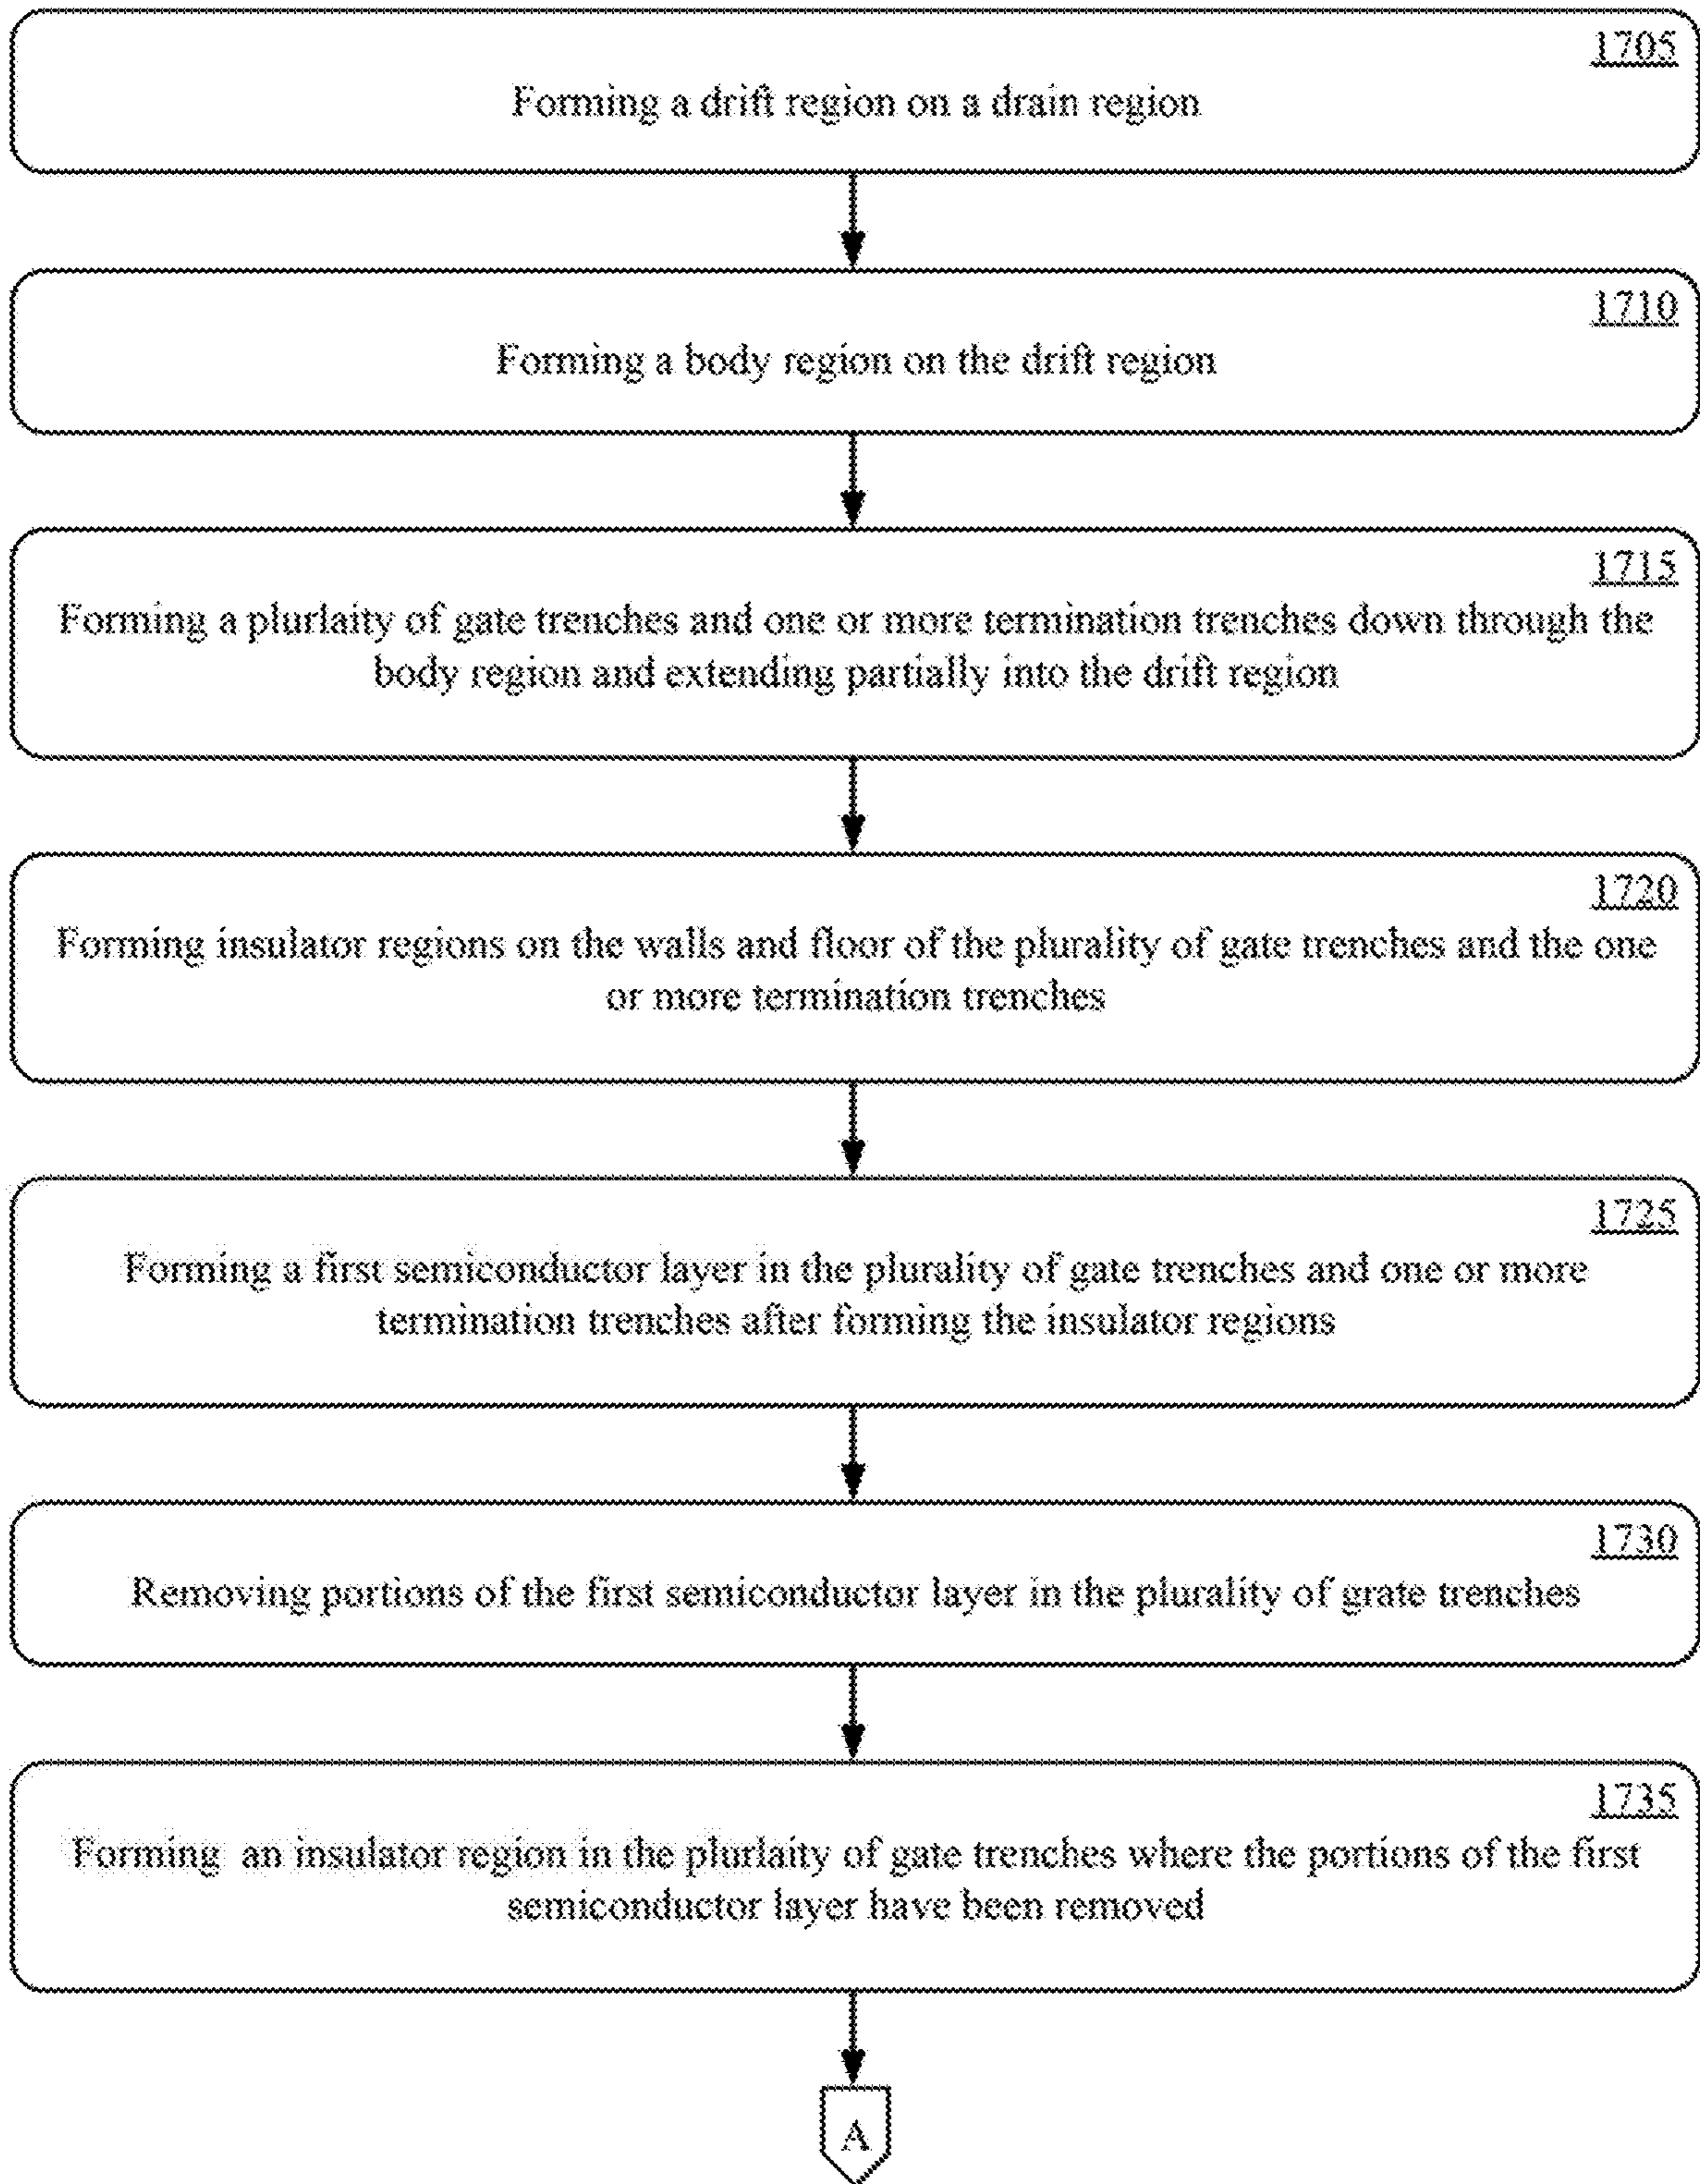 1705
Forming a drift region on a drain region
1710
Forming a body region on the drift region
1715
Forming a plurlaity of gate trenches and one or more termination trenches down through the
body region and extending partially into the drift region
1720
Forming insulator regions on the walls and floor of the plurality of gate trenches and the one
or more termination trenches
1725
Forming a first semiconductor layer in the plurality of gate trenches and one or more
termination trenches after forming the insulator regions
1730
Removing portions of the first semiconductor layer in the plurality of grate trenches
1735
Forming an insulator region in the plurlaity of gate trenches where the portions of the first
semiconductor layer have been removed
A